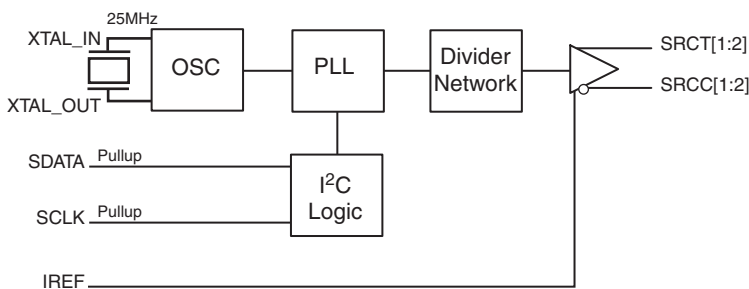 25MHz
XTAL_IN
OSC
PLL
Divider
Network
SRCT[1:2]
SRCC[1:2]
XTAL_OUT
SDATA Pullup
I²C
Logic
SCLK Pullup
IREF